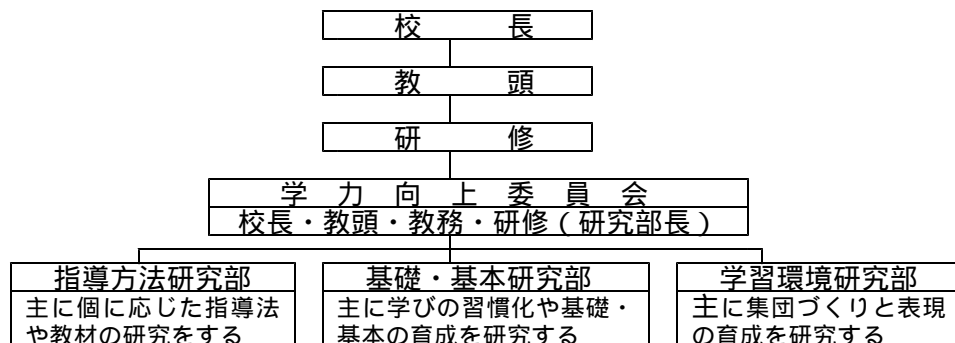 校長
教頭
研修
学力向上委員会
校長・教頭・教務・研修(研究部長)
指導方法研究部
主に個に応じた指導法
や教材の研究をする
基礎・基本研究部
主に学びの習慣化や基礎・
基本の育成を研究する
学習環境研究部
主に集団づくりと表現
の育成を研究する